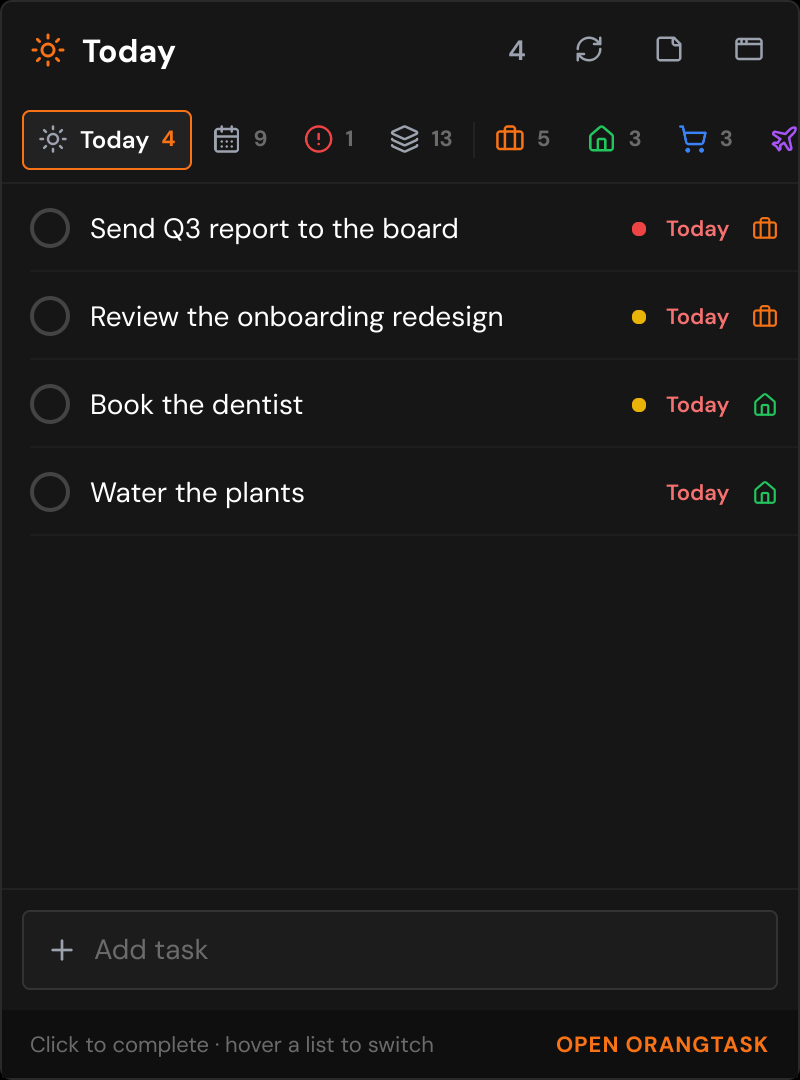 Today 4
Today 4 9 1 13 5 3 3
Send Q3 report to the board Today
Review the onboarding redesign Today
Book the dentist Today
Water the plants Today
Add task
Click to complete · hover a list to switch OPEN ORANGTASK